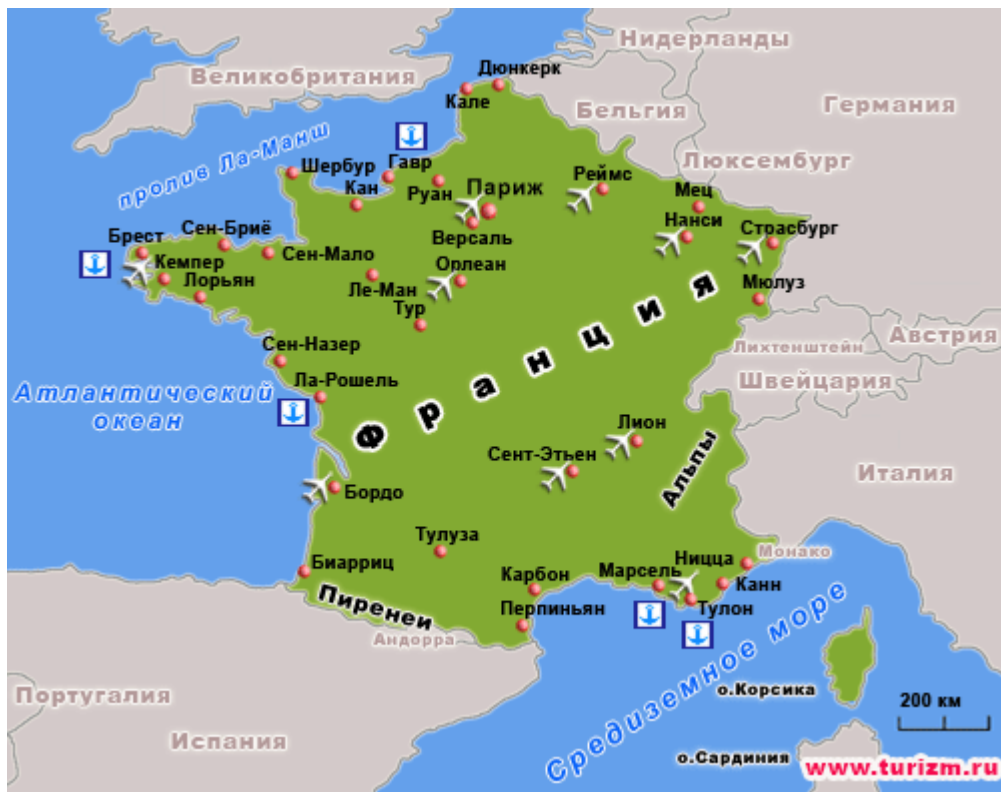 Нидерланды
Великобритания
Дюнкерк
Кале
Бельгия
Германия
пролив Ла-Манш
Шербур
Гавр
Люксембург
Кан
Руан
Париж
Реймс
Мец
Версаль
Нанси
Страсбург
Брест
Сен-Бриё
Сен-Мало
Кемпер
Лорьян
Ле-Ман
Орлеан
Тур
Мюлуз
Франция
Сен-Назер
Лихтенштейн
Австрия
Швейцария
Атлантический
океан
Ла-Рошель
Лион
Сент-Этьен
Альпы
Италия
Бордо
Тулуза
Биарриц
Пиренеи
Андорра
Карбон
Перпиньян
Марсель
Ницца
Монако
Канн
Тулон
Средиземное море
Португалия
Испания
о.Корсика
200 км
о.Сардиния
www.turizm.ru